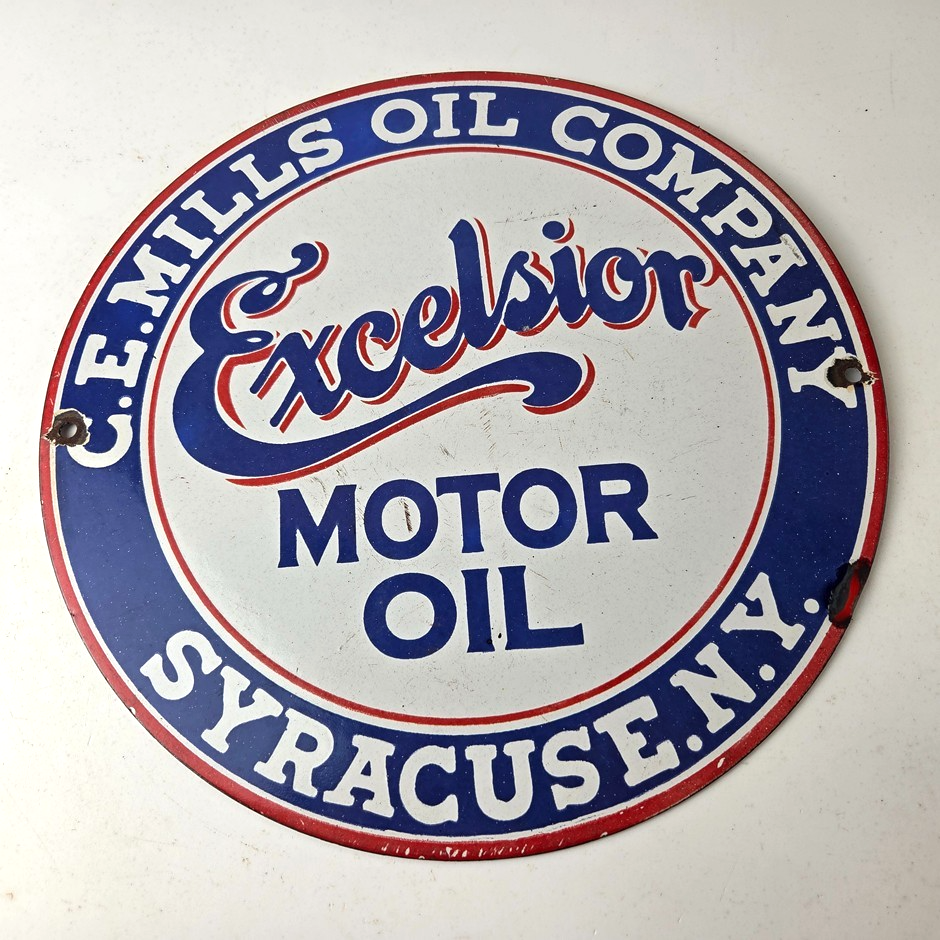 C.E. MILLS OIL COMPANY
Excelsior
MOTOR
OIL
SYRACUSE.N.Y.